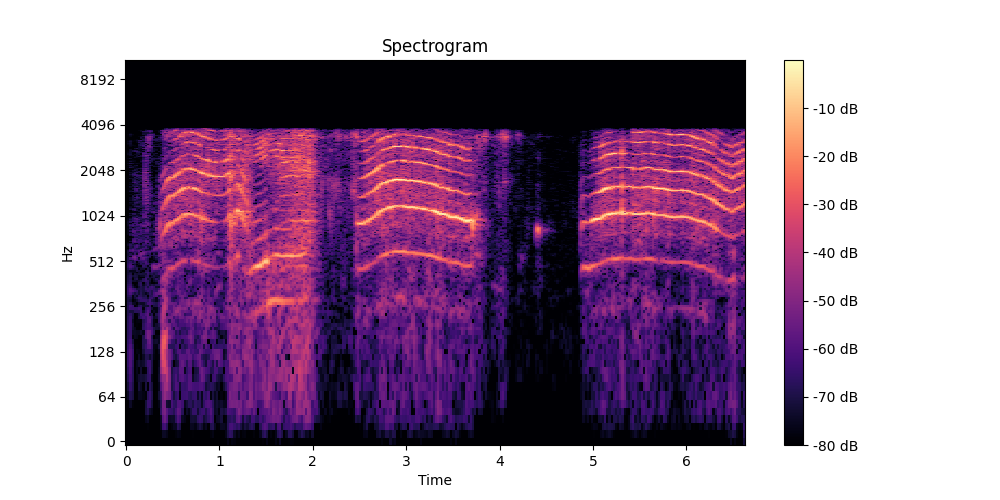 Spectrogram
8192
4096
2048
1024
512
256
128
64
0
Hz
0 1 2 3 4 5 6
Time
-10 dB
-20 dB
-30 dB
-40 dB
-50 dB
-60 dB
-70 dB
-80 dB